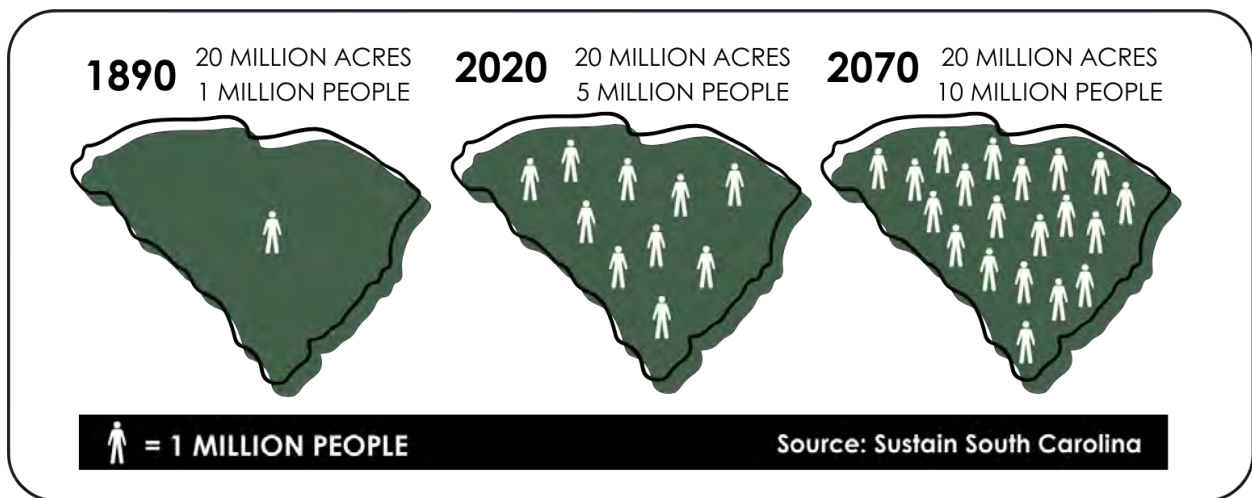 1890
20 MILLION ACRES
1 MILLION PEOPLE
2020
20 MILLION ACRES
5 MILLION PEOPLE
2070
20 MILLION ACRES
10 MILLION PEOPLE
= 1 MILLION PEOPLE
Source: Sustain South Carolina